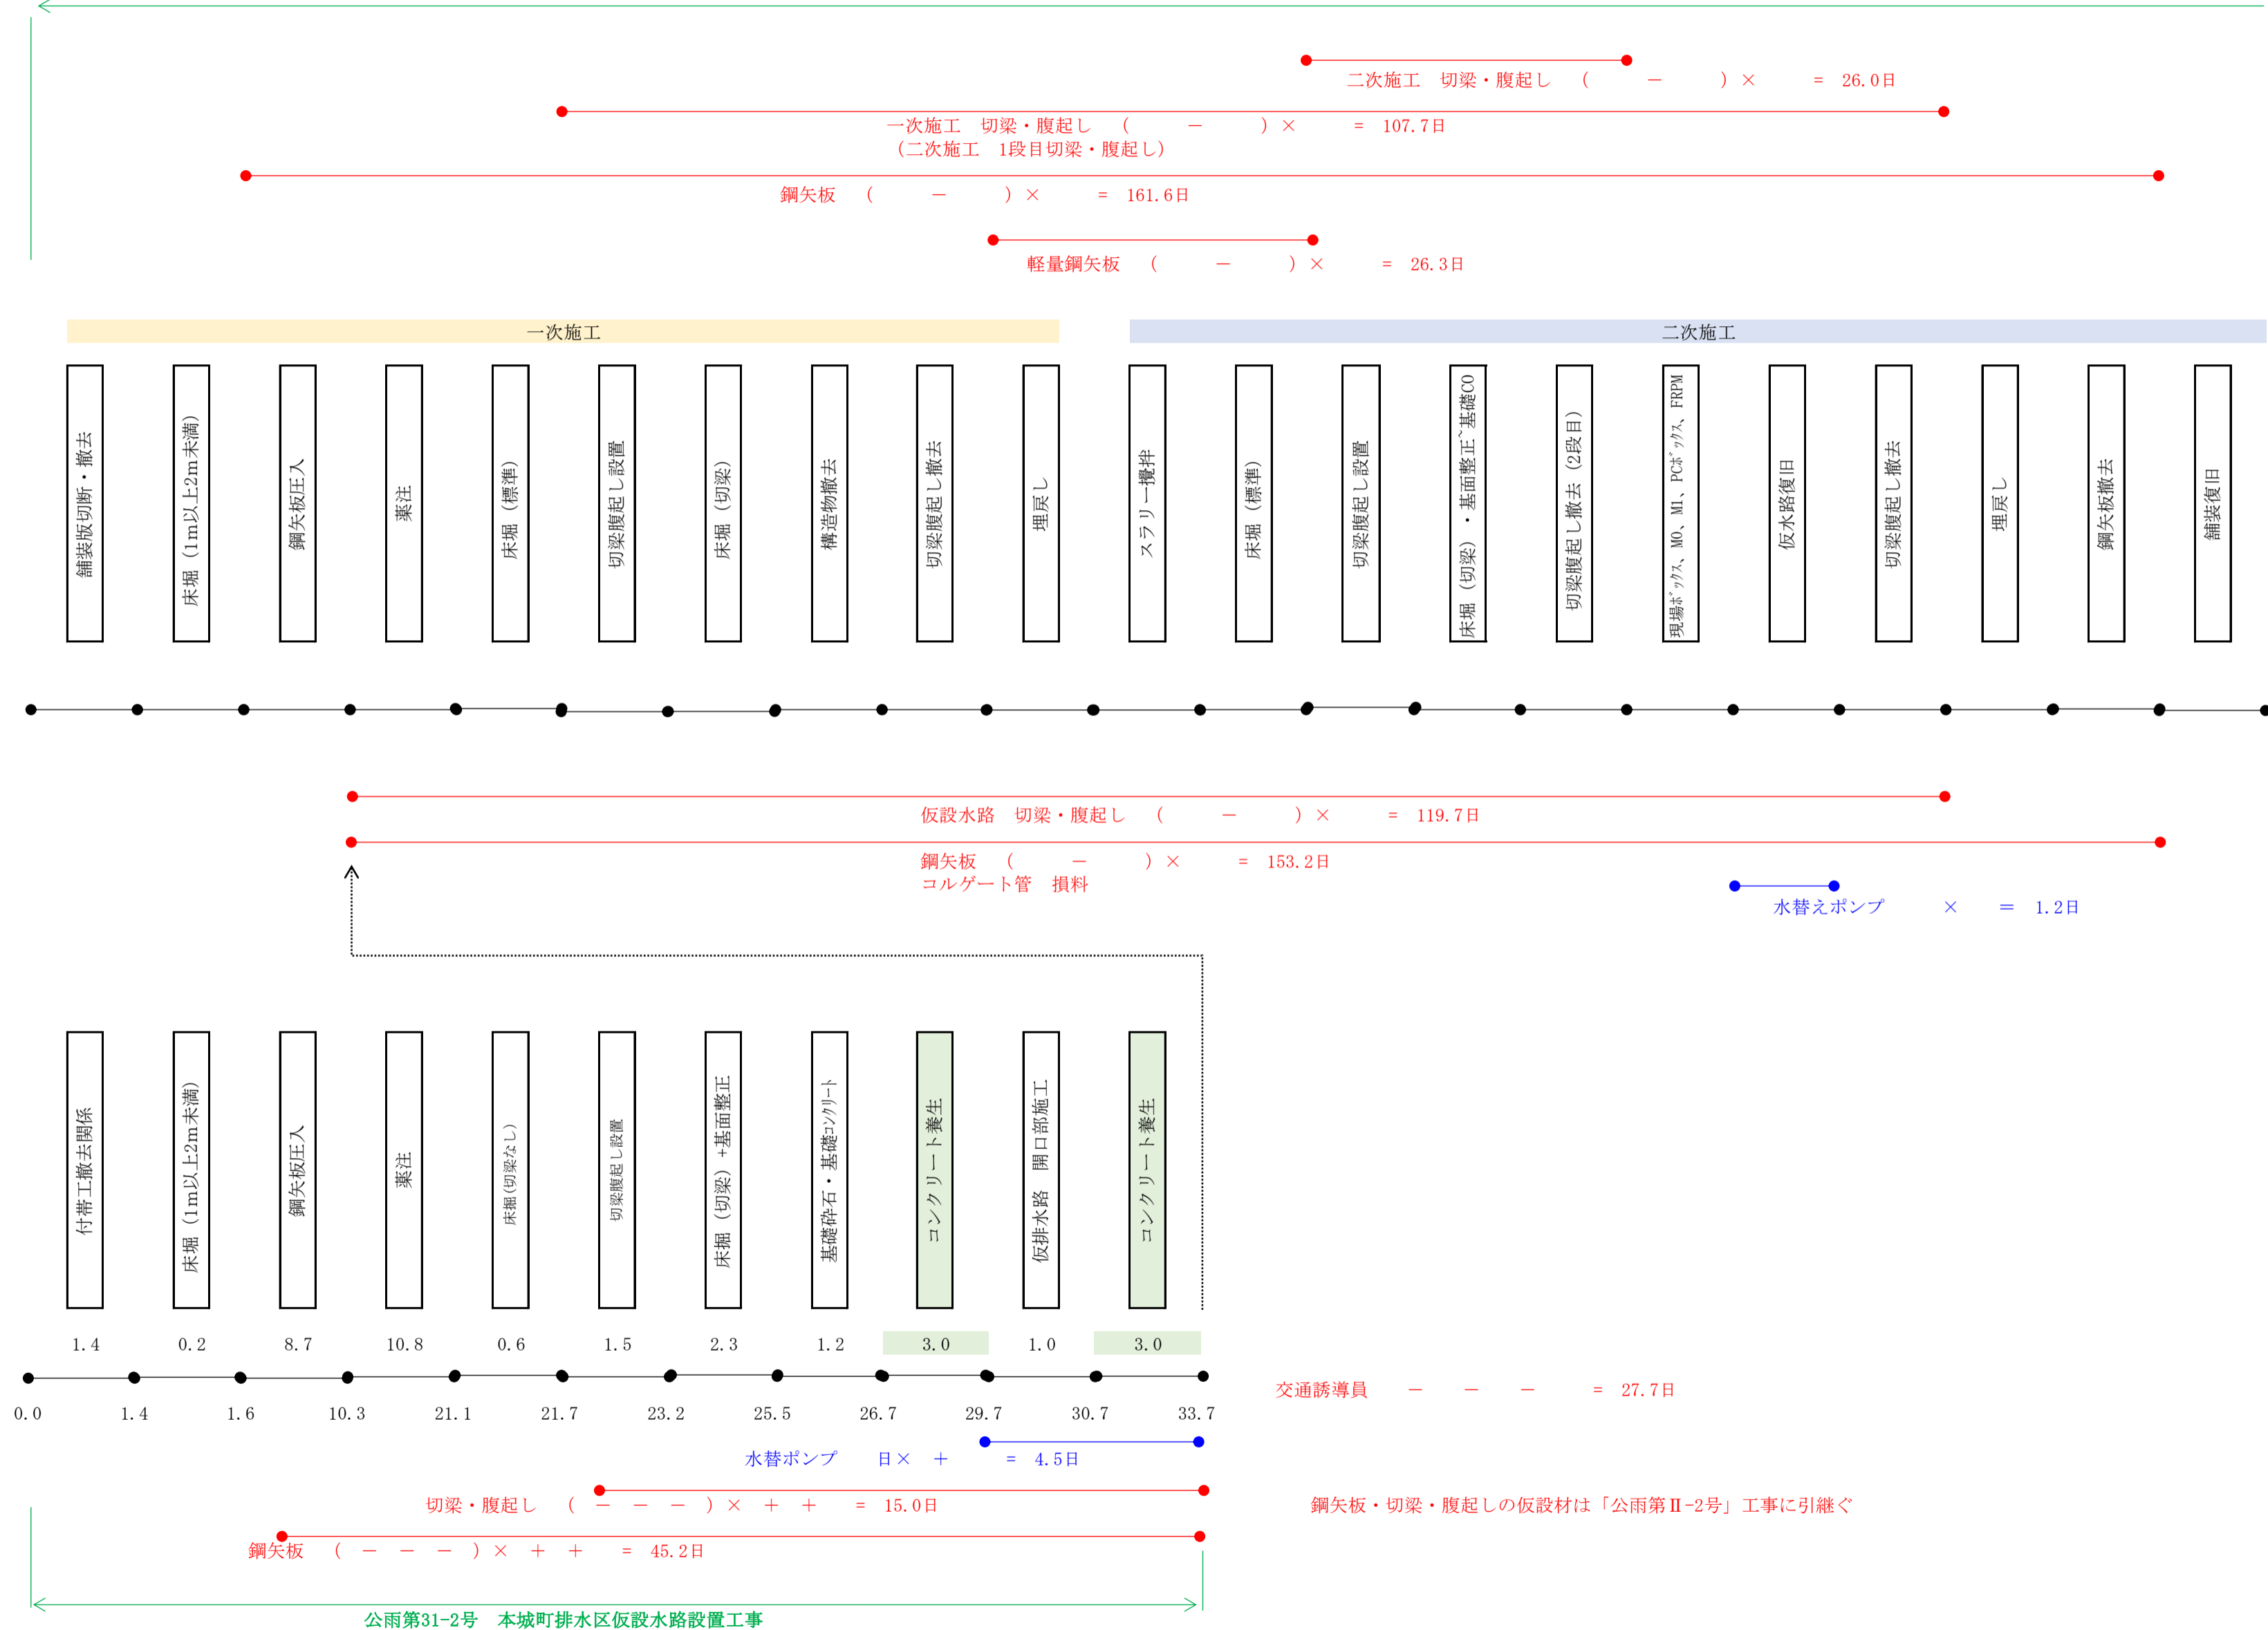 二次施工　切梁・腹起し　（　　　－　　　）×　　　=　26.0日
一次施工　切梁・腹起し　（　　　－　　　）×　　　=　107.7日
（二次施工　1段目切梁・腹起し）
鋼矢板　（　　　－　　　）×　　　=　161.6日
軽量鋼矢板　（　　　－　　　）×　　　=　26.3日
一次施工
二次施工
舗装版切断・撤去
床堀（1m以上2m未満）
鋼矢板圧入
薬注
床堀（標準）
切梁腹起し設置
床堀（切梁）
構造物撤去
切梁腹起し撤去
埋戻し
スラリー攪拌
床堀（標準）
切梁腹起し設置
床堀（切梁）・基面整正~基礎CO
切梁腹起し撤去（2段目）
現場ﾎﾞｯｸｽ、M0、M1、PCﾎﾞｯｸｽ、FRPM
仮水路復旧
切梁腹起し撤去
埋戻し
鋼矢板撤去
舗装復旧
仮設水路　切梁・腹起し　（　　　－　　　）×　　　=　119.7日
鋼矢板　（　　　－　　　）×　　　=　153.2日
コルゲート管　損料
水替えポンプ　　　×　　＝　1.2日
付帯工撤去関係
床堀（1m以上2m未満）
鋼矢板圧入
薬注
床掘(切梁なし)
切梁腹起し設置
床掘（切梁）+基面整正
基礎砕石・基礎ｺﾝｸﾘｰﾄ
コンクリート養生
仮排水路　開口部施工
コンクリート養生
1.4
0.2
8.7
10.8
0.6
1.5
2.3
1.2
3.0
1.0
3.0
交通誘導員　　－　　－　　－　　　=　27.7日
0.0
1.4
1.6
10.3
21.1
21.7
23.2
25.5
26.7
29.7
30.7
33.7
水替ポンプ　　日×　＋　　　=　4.5日
切梁・腹起し　（　－　－　－　）×　＋　＋　　=　15.0日
鋼矢板・切梁・腹起しの仮設材は「公雨第Ⅱ-2号」工事に引継ぐ
鋼矢板　（　－　－　－　）×　＋　＋　　=　45.2日
公雨第31-2号　本城町排水区仮設水路設置工事